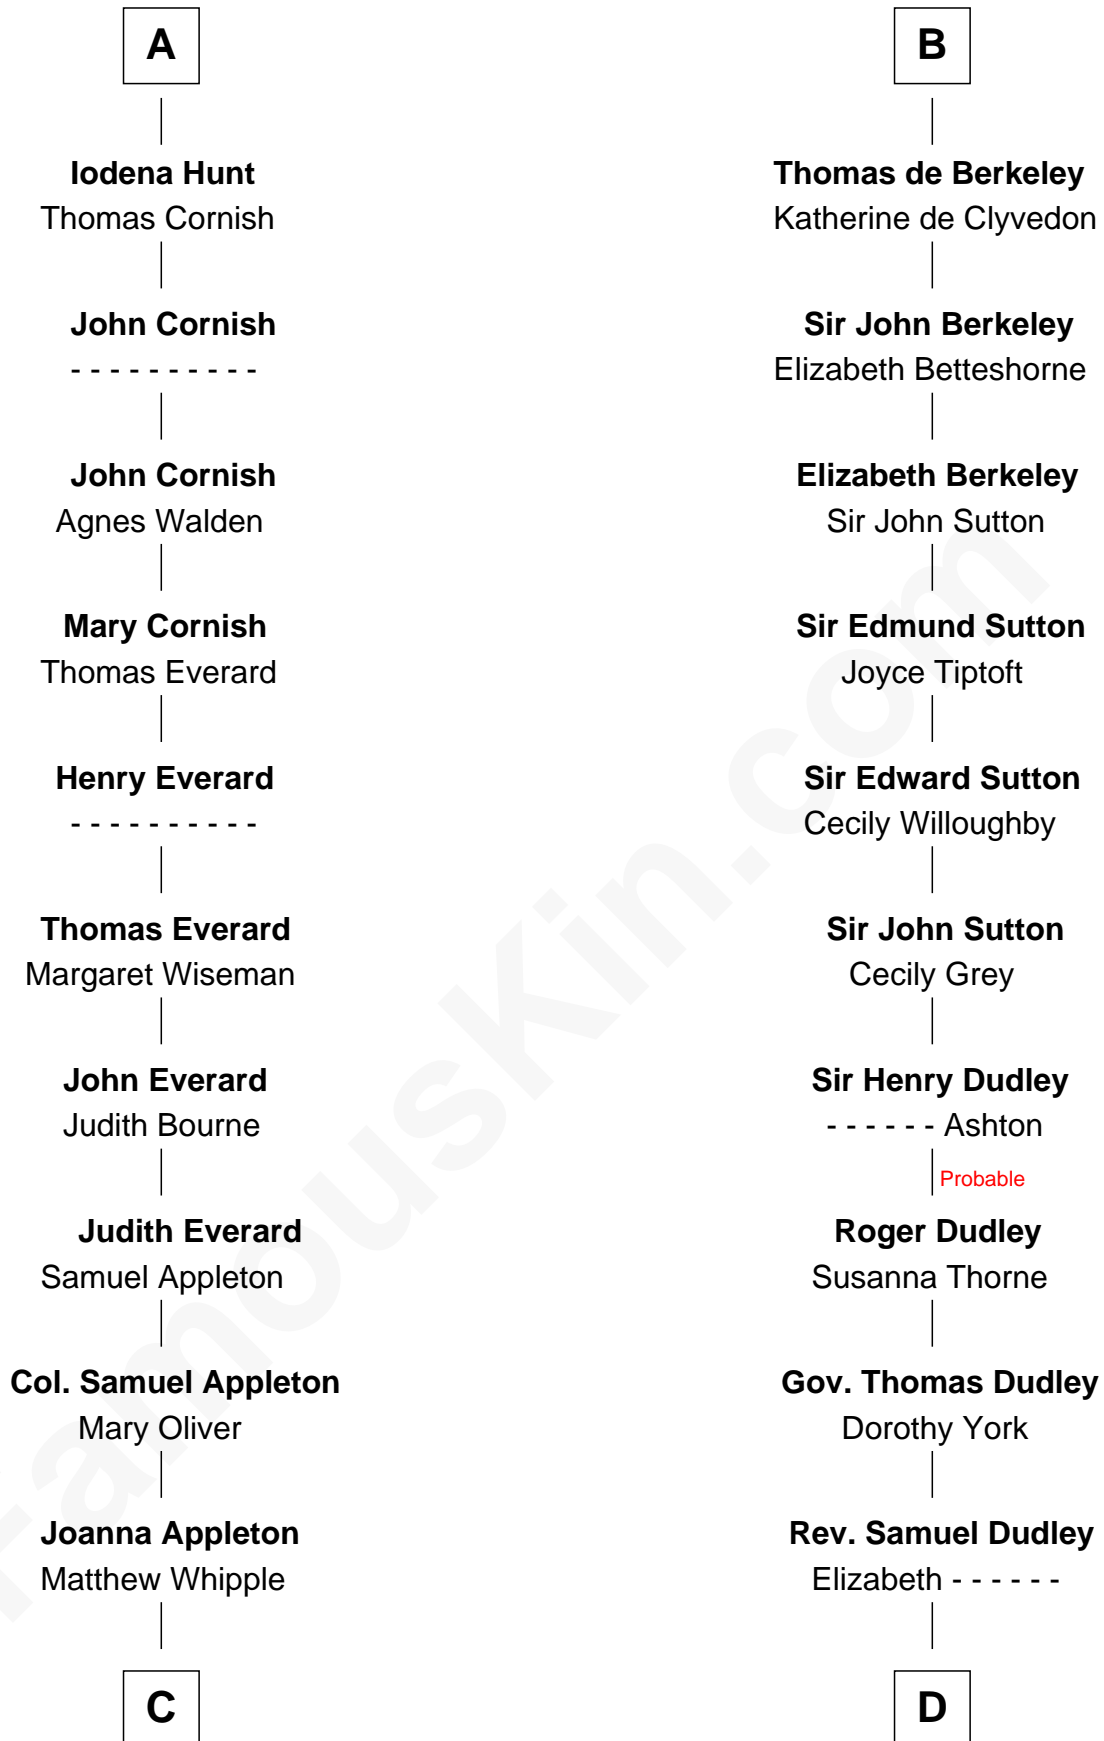 A
Iodena Hunt
Thomas Cornish
John Cornish
- - - - - - - - - -
John Cornish
Agnes Walden
Mary Cornish
Thomas Everard
Henry Everard
- - - - - - - - - -
Thomas Everard
Margaret Wiseman
John Everard
Judith Bourne
Judith Everard
Samuel Appleton
Col. Samuel Appleton
Mary Oliver
Joanna Appleton
Matthew Whipple
C
B
Thomas de Berkeley
Katherine de Clyvedon
Sir John Berkeley
Elizabeth Betteshorne
Elizabeth Berkeley
Sir John Sutton
Sir Edmund Sutton
Joyce Tiptoft
Sir Edward Sutton
Cecily Willoughby
Sir John Sutton
Cecily Grey
Sir Henry Dudley
- - - - - - Ashton
Probable
Roger Dudley
Susanna Thorne
Gov. Thomas Dudley
Dorothy York
Rev. Samuel Dudley
Elizabeth - - - - - -
D
FamousKin.com